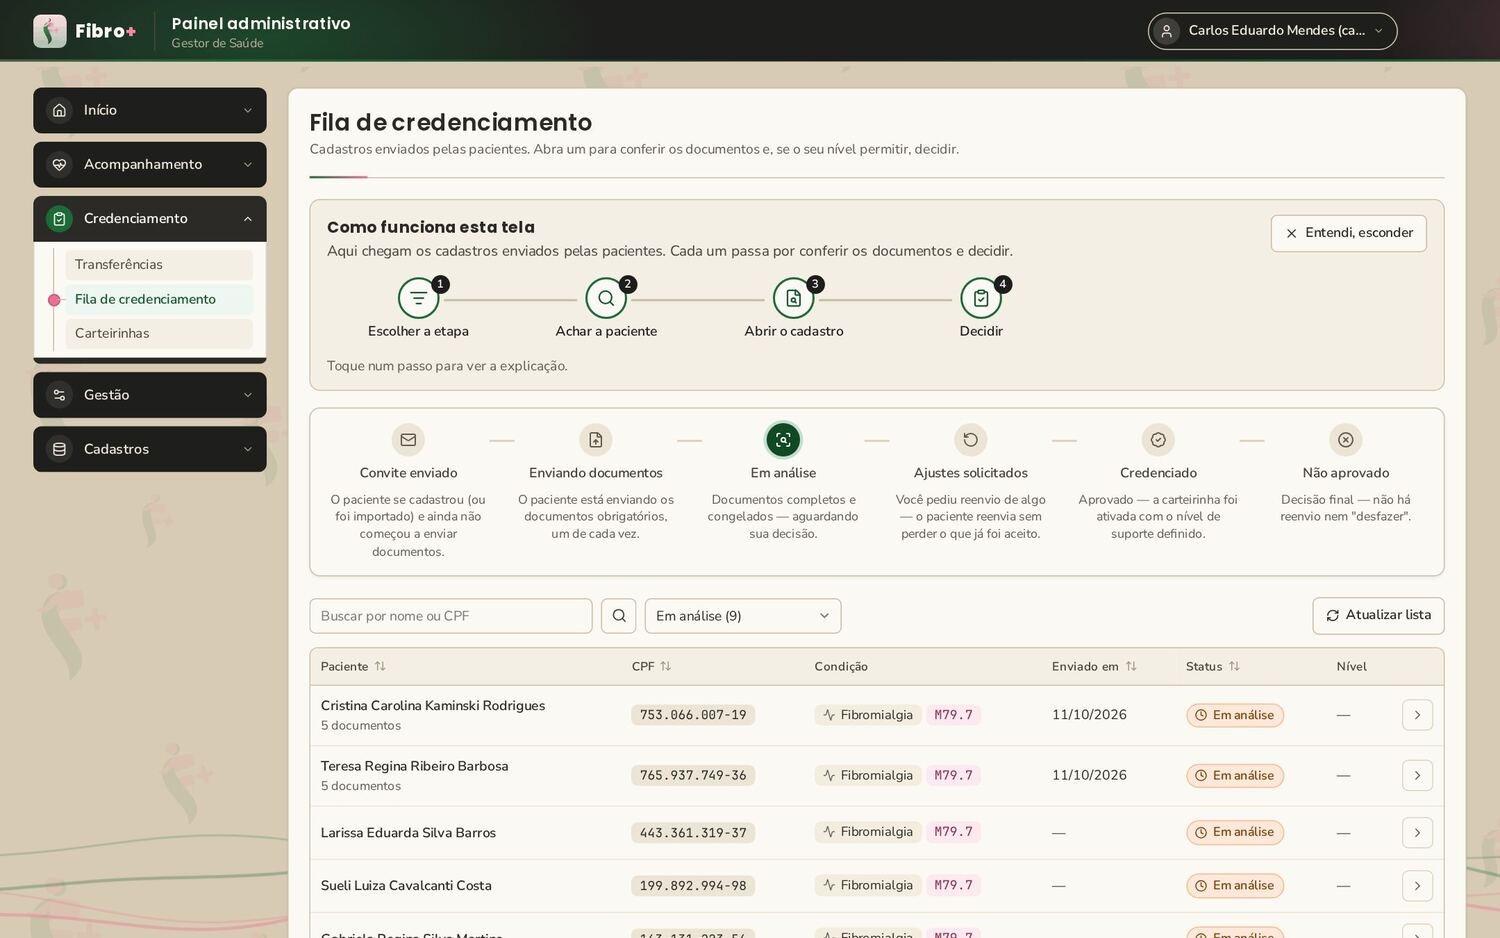 Fibro+
Painel administrativo
Gestor de Saúde
Carlos Eduardo Mendes (ca...
Início
Acompanhamento
Credenciamento
Transferências
Fila de credenciamento
Carteirinhas
Gestão
Cadastros
Fila de credenciamento
Cadastros enviados pelas pacientes. Abra um para conferir os documentos e, se o seu nível permitir, decidir.
Como funciona esta tela
Aqui chegam os cadastros enviados pelas pacientes. Cada um passa por conferir os documentos e decidir.
Entendi, esconder
1
2
3
4
Escolher a etapa
Achar a paciente
Abrir o cadastro
Decidir
Toque num passo para ver a explicação.
Convite enviado
O paciente se cadastrou (ou
foi importado) e ainda não
começou a enviar
documentos.
Enviando documentos
O paciente está enviando os
documentos obrigatórios,
um de cada vez.
Em análise
Documentos completos e
congelados — aguardando
sua decisão.
Ajustes solicitados
Você pediu reenvio de algo
— o paciente reenvia sem
perder o que já foi aceito.
Credenciado
Aprovado — a carteirinha foi
ativada com o nível de
suporte definido.
Não aprovado
Decisão final — não há
reenvio nem "desfazer".
Buscar por nome ou CPF
Em análise (9)
Atualizar lista
Paciente CPF Condição Enviado em Status Nível
Cristina Carolina Kaminski Rodrigues
5 documentos
753.066.007-19 Fibromialgia M79.7 11/10/2026 Em análise —
Teresa Regina Ribeiro Barbosa
5 documentos
765.937.749-36 Fibromialgia M79.7 11/10/2026 Em análise —
Larissa Eduarda Silva Barros 443.361.319-37 Fibromialgia M79.7 — Em análise —
Sueli Luiza Cavalcanti Costa 199.892.994-98 Fibromialgia M79.7 — Em análise —
Fibromialgia M79.7 Em análise